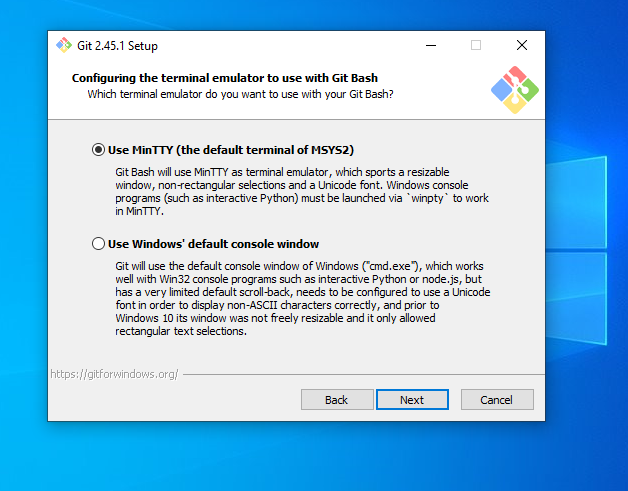 Git 2.45.1 Setup
Configuring the terminal emulator to use with Git Bash
Which terminal emulator do you want to use with your Git Bash?
Use MinTTY (the default terminal of MSYS2)
Git Bash will use MinTTY as terminal emulator, which sports a resizable
window, non-rectangular selections and a Unicode font. Windows console
programs (such as interactive Python) must be launched via `winpty` to work
in MinTTY.
Use Windows' default console window
Git will use the default console window of Windows ("cmd.exe"), which works
well with Win32 console programs such as interactive Python or node.js, but
has a very limited default scroll-back, needs to be configured to use a Unicode
font in order to display non-ASCII characters correctly, and prior to
Windows 10 its window was not freely resizable and it only allowed
rectangular text selections.
https://gitforwindows.org/
Back Next Cancel